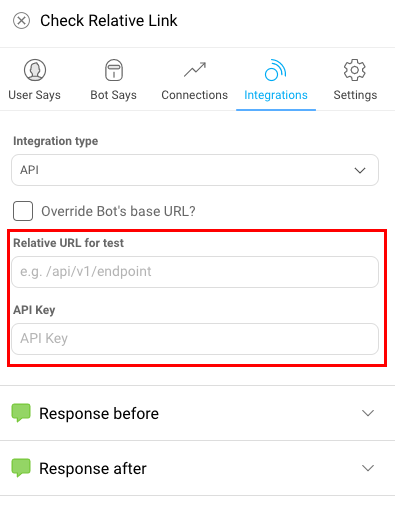 Check Relative Link
User Says Bot Says Connections Integrations Settings
Integration type
API
Override Bot's base URL?
Relative URL for test
e.g. /api/v1/endpoint
API Key
API Key
Response before
Response after